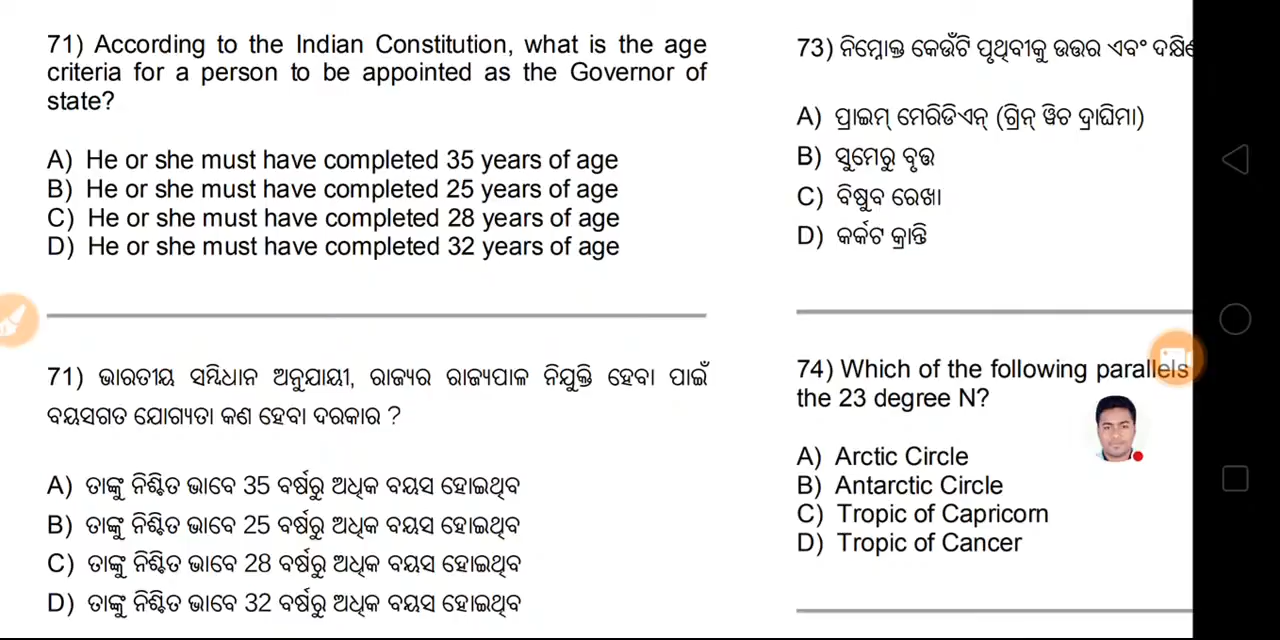 71) According to the Indian Constitution, what is the age
criteria for a person to be appointed as the Governor of
state?
A) He or she must have completed 35 years of age
B) He or she must have completed 25 years of age
C) He or she must have completed 28 years of age
D) He or she must have completed 32 years of age
71) ଭାରତୀୟ ସମ୍ବିଧାନ ଅନୁଯାୟୀ, ରାଜ୍ୟର ରାଜ୍ୟପାଳ ନିଯୁକ୍ତି ହେବା ପାଇଁ
ବୟସଗତ ଯୋଗ୍ୟତା କଣ ହେବା ଦରକାର ?
A) ତାଙ୍କୁ ନିଶ୍ଚିତ ଭାବେ 35 ବର୍ଷରୁ ଅଧିକ ବୟସ ହୋଇଥିବ
B) ତାଙ୍କୁ ନିଶ୍ଚିତ ଭାବେ 25 ବର୍ଷରୁ ଅଧିକ ବୟସ ହୋଇଥିବ
C) ତାଙ୍କୁ ନିଶ୍ଚିତ ଭାବେ 28 ବର୍ଷରୁ ଅଧିକ ବୟସ ହୋଇଥିବ
D) ତାଙ୍କୁ ନିଶ୍ଚିତ ଭାବେ 32 ବର୍ଷରୁ ଅଧିକ ବୟସ ହୋଇଥିବ
73) ନିମ୍ନୋକ୍ତ କେଉଁଟି ପୃଥିବୀକୁ ଉତ୍ତର ଏବଂ
A) ପ୍ରାଇମ୍ ମେରିଡିଏନ୍ (ଗ୍ରିନ୍ ୱିଚ ଦ୍ରାଘିମା)
B) ସୁମେରୁ ବୃତ୍ତ
C) ବିଷୁବ ରେଖା
D) କର୍କଟ କ୍ରାନ୍ତି
74) Which of the following parallels
the 23 degree N?
A) Arctic Circle
B) Antarctic Circle
C) Tropic of Capricorn
D) Tropic of Cancer